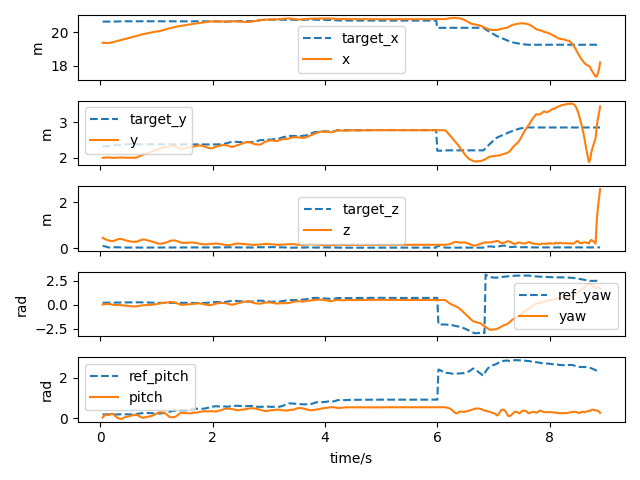 20
18
m
target_x
x
3
2
m
target_y
y
2
0
m
target_z
z
2.5
0.0
−2.5
rad
ref_yaw
yaw
2
0
rad
ref_pitch
pitch
0
2
4
6
8
time/s